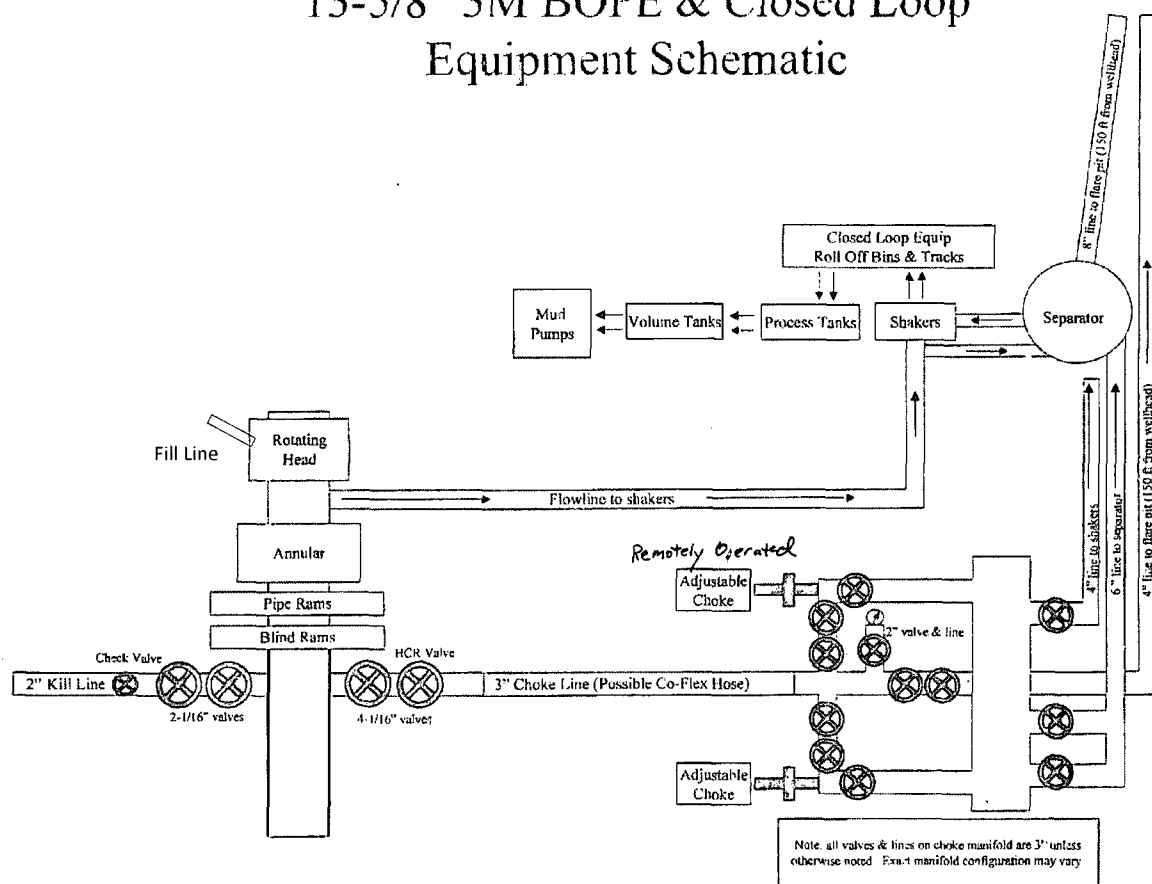 13-5/8" 3M BOPE & Closed Loop
Equipment Schematic
8" line to flare pit (150 ft from wellhead)
Closed Loop Equip
Roll Off Bins & Tracks
Mud
Pumps
Volume Tanks
Process Tanks
Shakers
Separator
Fill Line
Rotating
Head
Flowline to shakers
Annular
Pipe Rams
Blind Rams
Remotely Operated
Adjustable
Choke
2" valve & line
4" line to shakers
6" line to separator
4" line to flare pit (150 ft from wellhead)
Check Valve
HCR Valve
2" Kill Line
3" Choke Line (Possible Co-Flex Hose)
2-1/16" valves
4-1/16" valves
Adjustable
Choke
Note: all valves & lines on choke manifold are 3" unless
otherwise noted Exact manifold configuration may vary